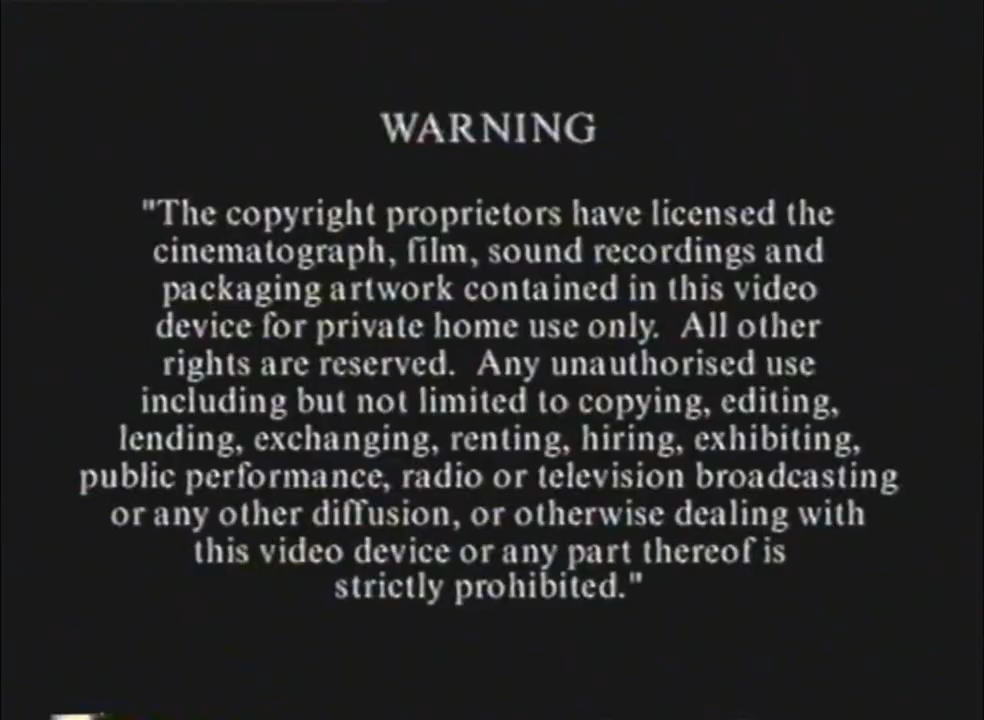 WARNING
"The copyright proprietors have licensed the
cinematograph, film, sound recordings and
packaging artwork contained in this video
device for private home use only.  All other
rights are reserved.  Any unauthorised use
including but not limited to copying, editing,
lending, exchanging, renting, hiring, exhibiting,
public performance, radio or television broadcasting
or any other diffusion, or otherwise dealing with
this video device or any part thereof is
strictly prohibited."